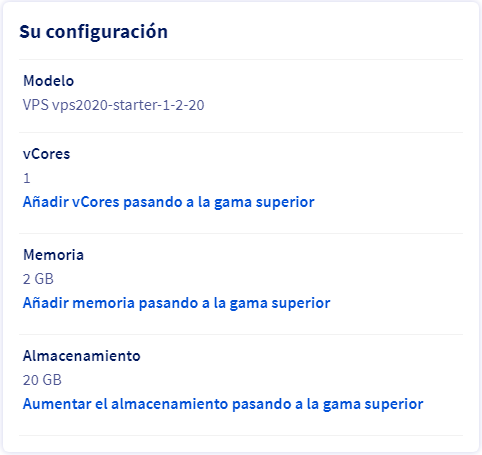 Su configuración
Modelo
VPS vps2020-starter-1-2-20
vCores
1
Añadir vCores pasando a la gama superior
Memoria
2 GB
Añadir memoria pasando a la gama superior
Almacenamiento
20 GB
Aumentar el almacenamiento pasando a la gama superior